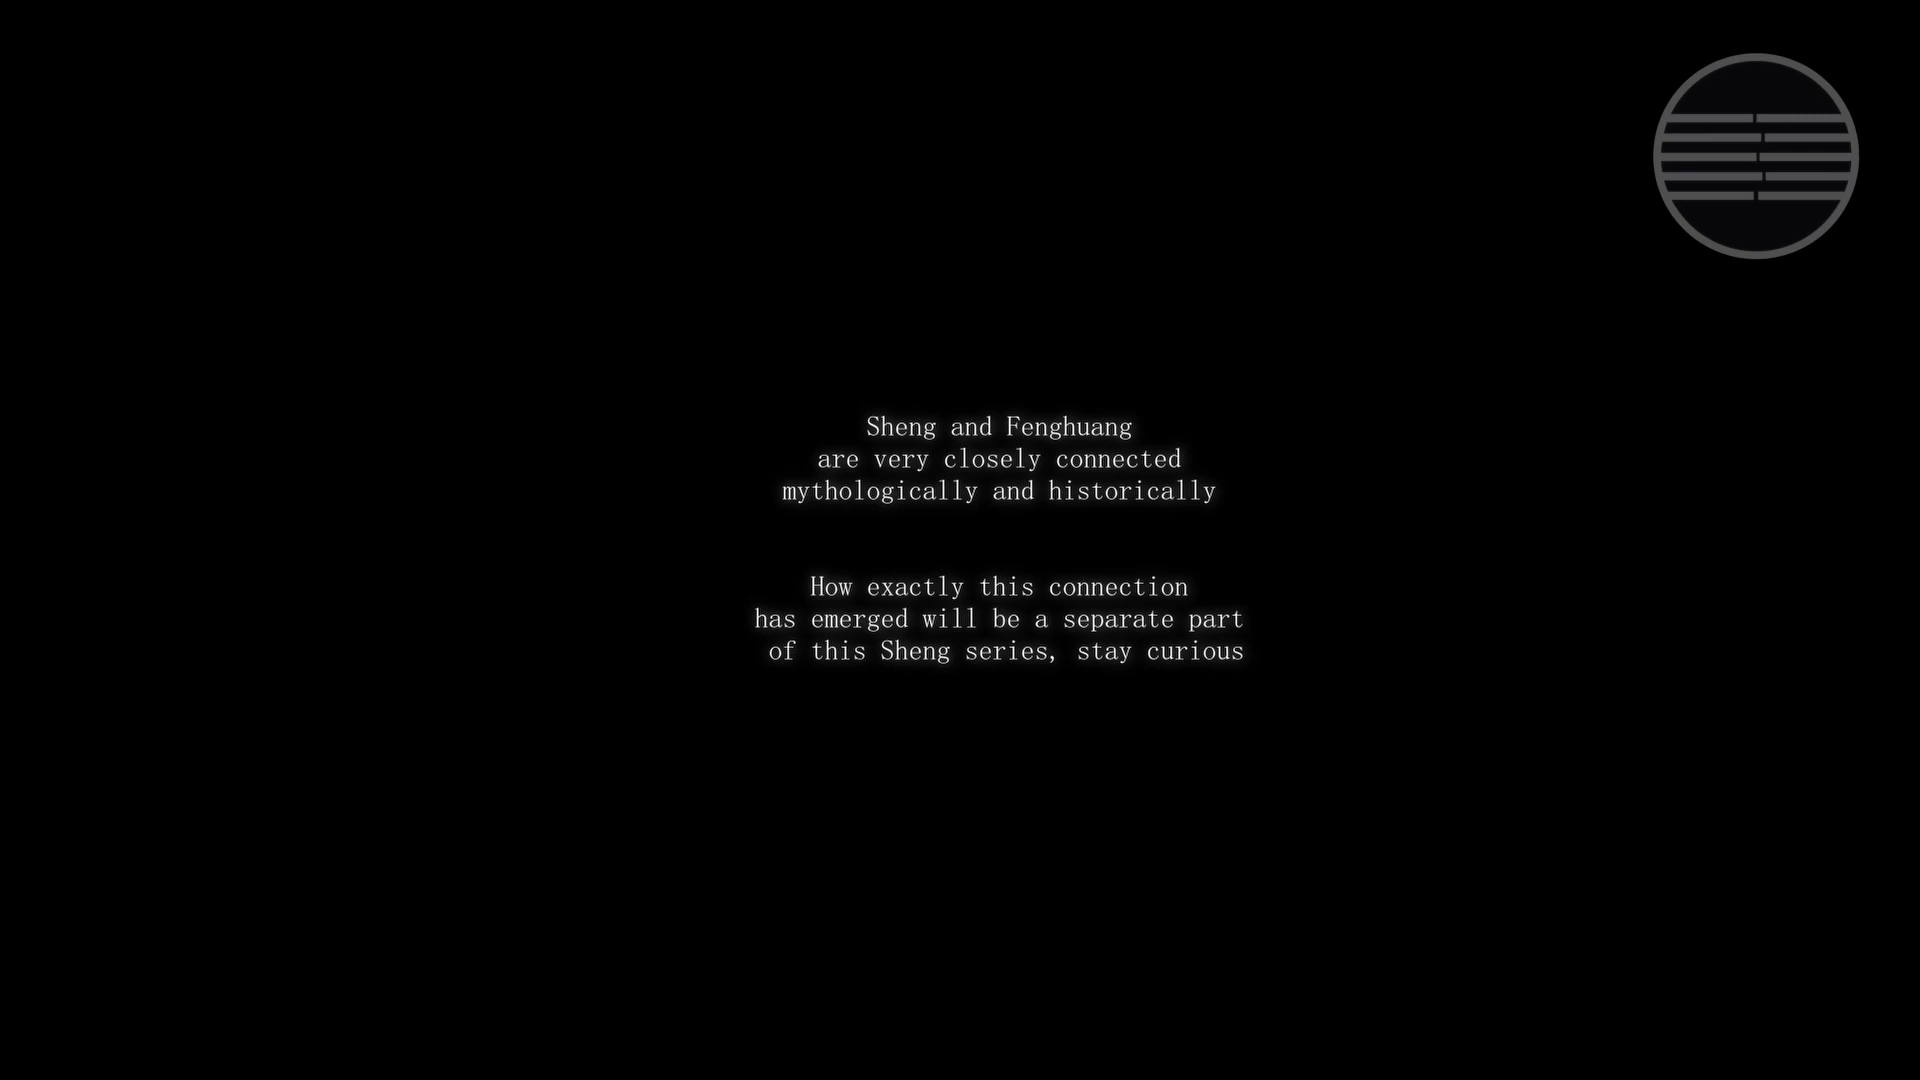 Sheng and Fenghuang
are very closely connected
mythologically and historically
How exactly this connection
has emerged will be a separate part
of this Sheng series, stay curious